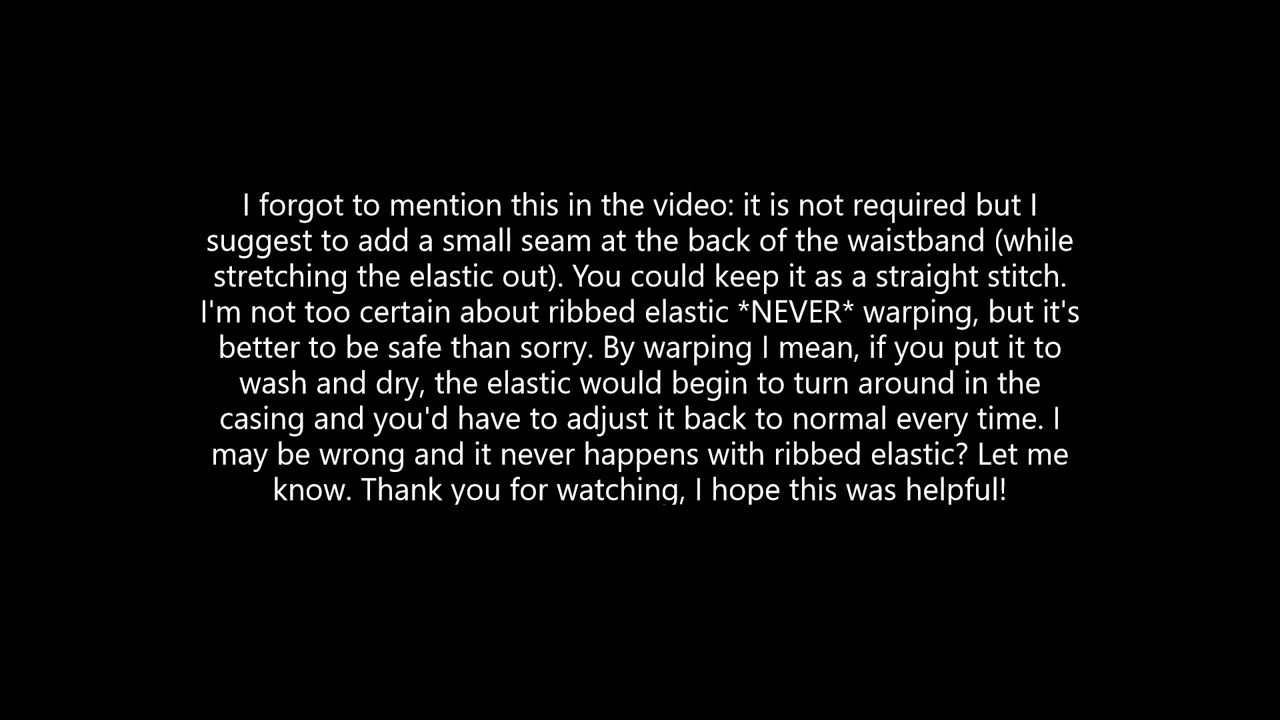 I forgot to mention this in the video: it is not required but I
suggest to add a small seam at the back of the waistband (while
stretching the elastic out). You could keep it as a straight stitch.
I'm not too certain about ribbed elastic *NEVER* warping, but it's
better to be safe than sorry. By warping I mean, if you put it to
wash and dry, the elastic would begin to turn around in the
casing and you'd have to adjust it back to normal every time. I
may be wrong and it never happens with ribbed elastic? Let me
know. Thank you for watching, I hope this was helpful!